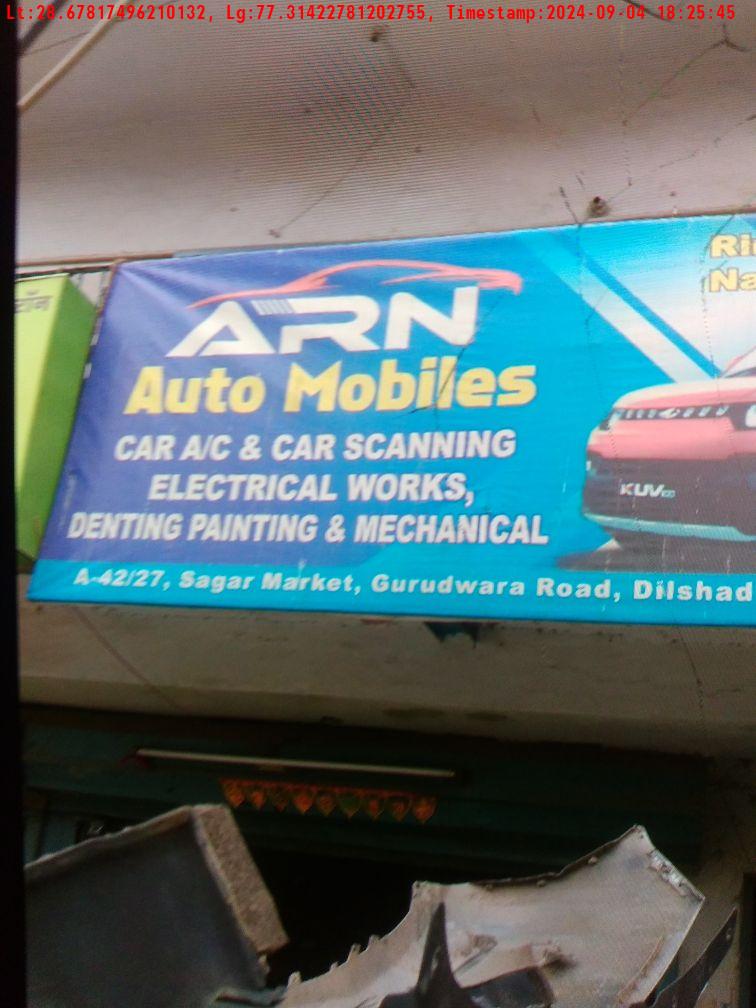 Lt:28.67817496210132, Lg:77.31422781202755, Timestamp:2024-09-04 18:25:45
ARN
Auto Mobiles
CAR A/C & CAR SCANNING
ELECTRICAL WORKS,
DENTING PAINTING & MECHANICAL
A-42/27, Sagar Market, Gurudwara Road, Dilshad
KUV